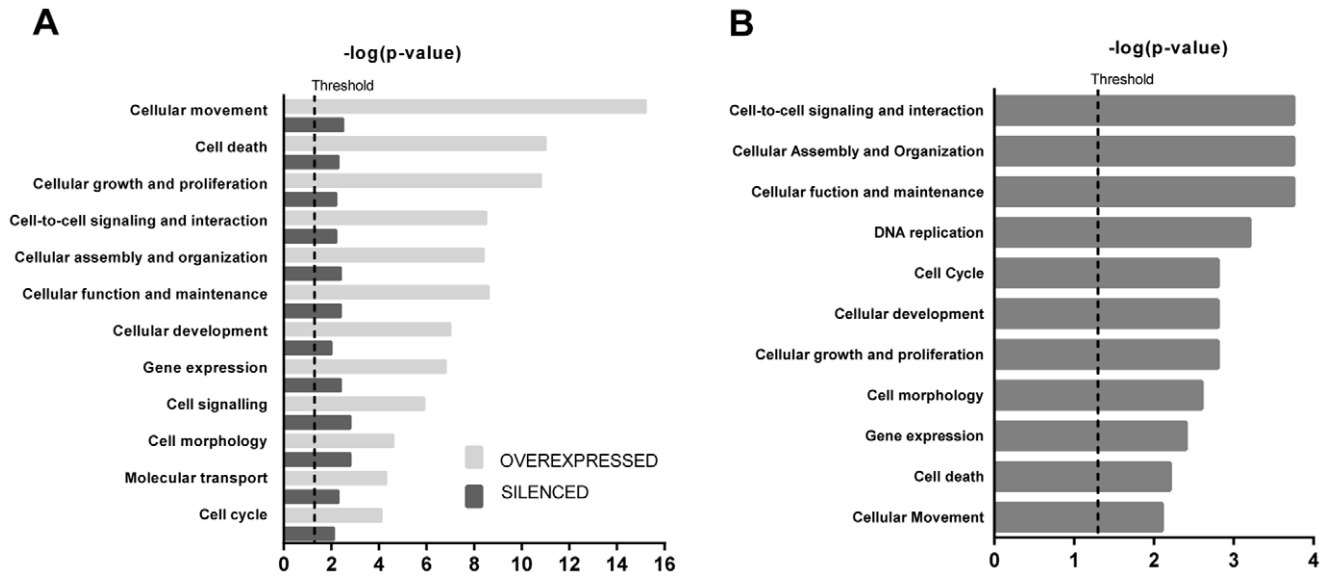 A
-log(p-value)
Threshold
Cellular movement
Cell death
Cellular growth and proliferation
Cell-to-cell signaling and interaction
Cellular assembly and organization
Cellular function and maintenance
Cellular development
Gene expression
Cell signalling
Cell morphology
Molecular transport
Cell cycle
OVEREXPRESSED
SILENCED
0 2 4 6 8 10 12 14 16
B
-log(p-value)
Threshold
Cell-to-cell signaling and interaction
Cellular Assembly and Organization
Cellular fuction and maintenance
DNA replication
Cell Cycle
Cellular development
Cellular growth and proliferation
Cell morphology
Gene expression
Cell death
Cellular Movement
0 1 2 3 4